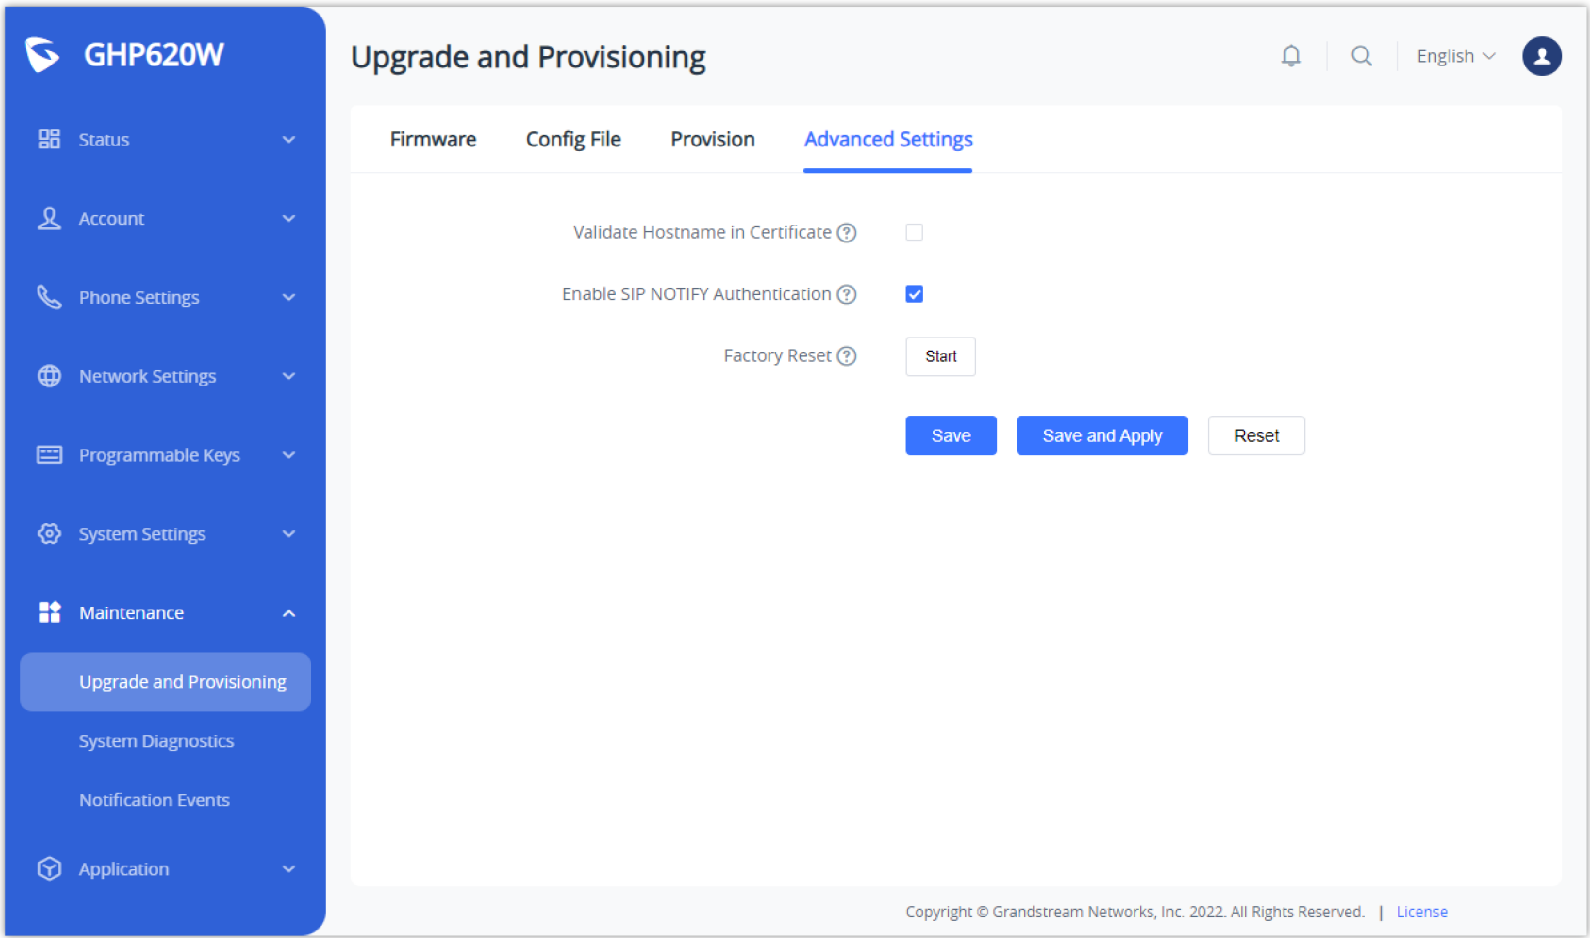 GHP620W
Upgrade and Provisioning
English
Status
Account
Phone Settings
Network Settings
Programmable Keys
System Settings
Maintenance
Upgrade and Provisioning
System Diagnostics
Notification Events
Application
Firmware Config File Provision Advanced Settings
Validate Hostname in Certificate ?
Enable SIP NOTIFY Authentication ?
Factory Reset ? Start
Save Save and Apply Reset
Copyright © Grandstream Networks, Inc. 2022. All Rights Reserved. | License